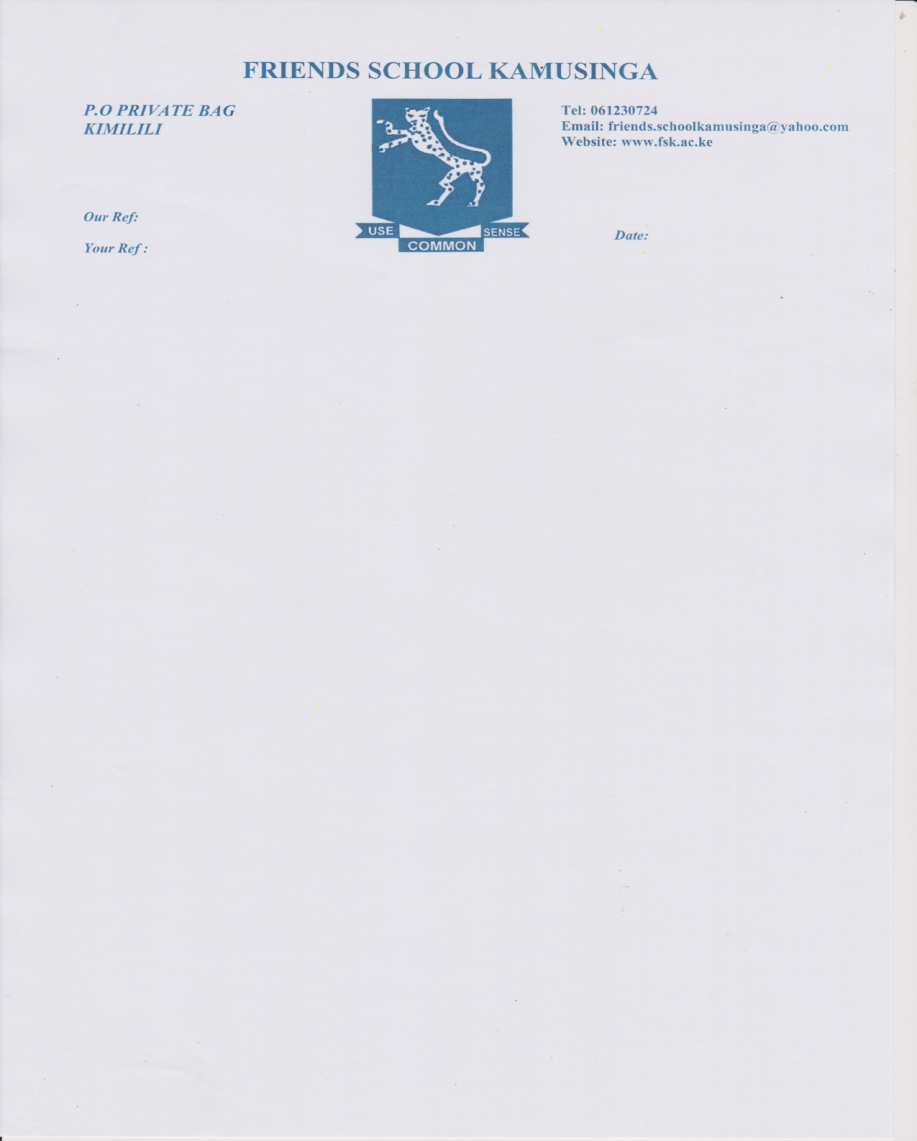 FRIENDS SCHOOL KAMUSINGA
P.O PRIVATE BAG
KIMILILI
Tel: 061230724
Email: friends.schoolkamusinga@yahoo.com
Website: www.fsk.ac.ke
USE
COMMON
SENSE
Our Ref:
Your Ref :
Date: